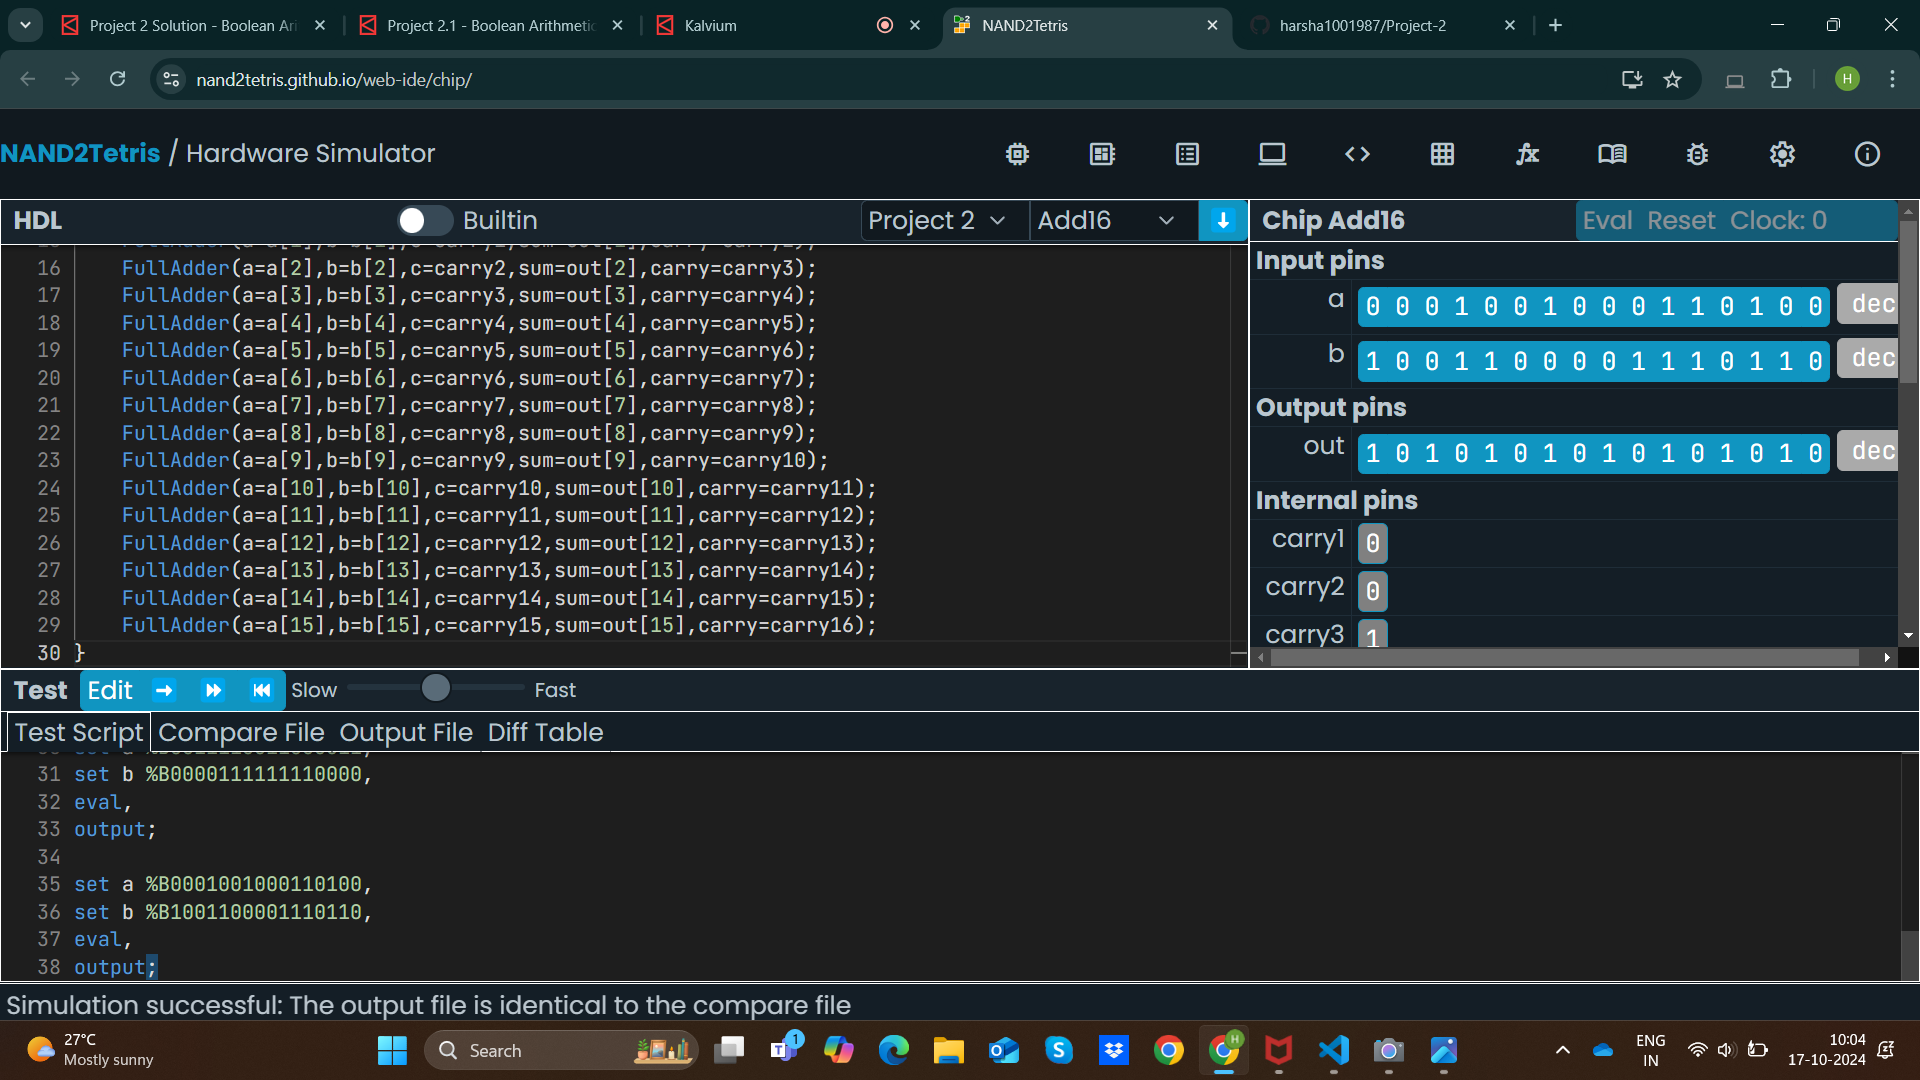 Project 2 Solution - Boolean Ari
Project 2.1 - Boolean Arithmetic
Kalvium
NAND2Tetris
harsha1001987/Project-2
nand2tetris.github.io/web-ide/chip/
H
NAND2Tetris / Hardware Simulator
HDL
Builtin
Project 2
Add16
16 FullAdder(a=a[2],b=b[2],c=carry2,sum=out[2],carry=carry3);
17 FullAdder(a=a[3],b=b[3],c=carry3,sum=out[3],carry=carry4);
18 FullAdder(a=a[4],b=b[4],c=carry4,sum=out[4],carry=carry5);
19 FullAdder(a=a[5],b=b[5],c=carry5,sum=out[5],carry=carry6);
20 FullAdder(a=a[6],b=b[6],c=carry6,sum=out[6],carry=carry7);
21 FullAdder(a=a[7],b=b[7],c=carry7,sum=out[7],carry=carry8);
22 FullAdder(a=a[8],b=b[8],c=carry8,sum=out[8],carry=carry9);
23 FullAdder(a=a[9],b=b[9],c=carry9,sum=out[9],carry=carry10);
24 FullAdder(a=a[10],b=b[10],c=carry10,sum=out[10],carry=carry11);
25 FullAdder(a=a[11],b=b[11],c=carry11,sum=out[11],carry=carry12);
26 FullAdder(a=a[12],b=b[12],c=carry12,sum=out[12],carry=carry13);
27 FullAdder(a=a[13],b=b[13],c=carry13,sum=out[13],carry=carry14);
28 FullAdder(a=a[14],b=b[14],c=carry14,sum=out[14],carry=carry15);
29 FullAdder(a=a[15],b=b[15],c=carry15,sum=out[15],carry=carry16);
30 }
Chip Add16
Eval Reset Clock: 0
Input pins
a 0 0 0 1 0 0 1 0 0 0 1 1 0 1 0 0 dec
b 1 0 0 1 1 0 0 0 0 1 1 1 0 1 1 0 dec
Output pins
out 1 0 1 0 1 0 1 0 1 0 1 0 1 0 1 0 dec
Internal pins
carry1 0
carry2 0
carry3 1
Test Edit Slow Fast
Test Script Compare File Output File Diff Table
31 set b %B0000111111110000,
32 eval,
33 output;
34
35 set a %B0001001000110100,
36 set b %B1001100001110110,
37 eval,
38 output;
Simulation successful: The output file is identical to the compare file
27°C
Mostly sunny
Search
1
H
ENG
IN
10:04
17-10-2024